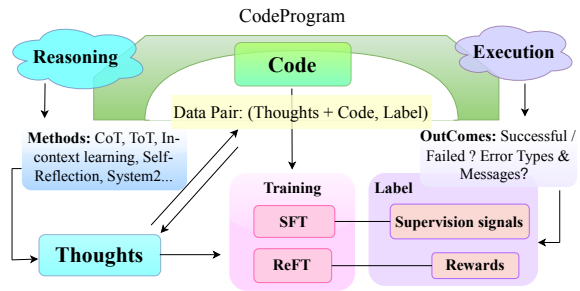 CodeProgram
Reasoning
Execution
Code
Data Pair: (Thoughts + Code, Label)
Methods: CoT, ToT, In-
context learning, Self-
Reflection, System2...
OutComes: Successful /
Failed ? Error Types &
Messages?
Training
Label
SFT
Supervision signals
Thoughts
ReFT
Rewards